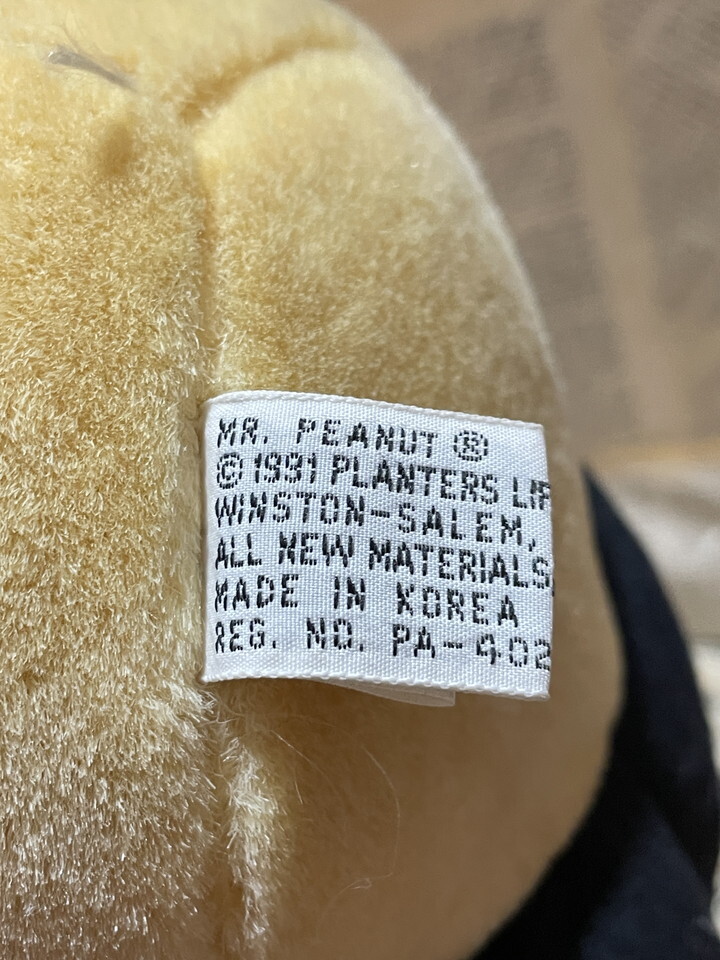 MR. PEANUT ®
© 1991 PLANTERS LIF
WINSTON-SALEM,
ALL NEW MATERIALS
MADE IN KOREA
REG. NO. PA-402